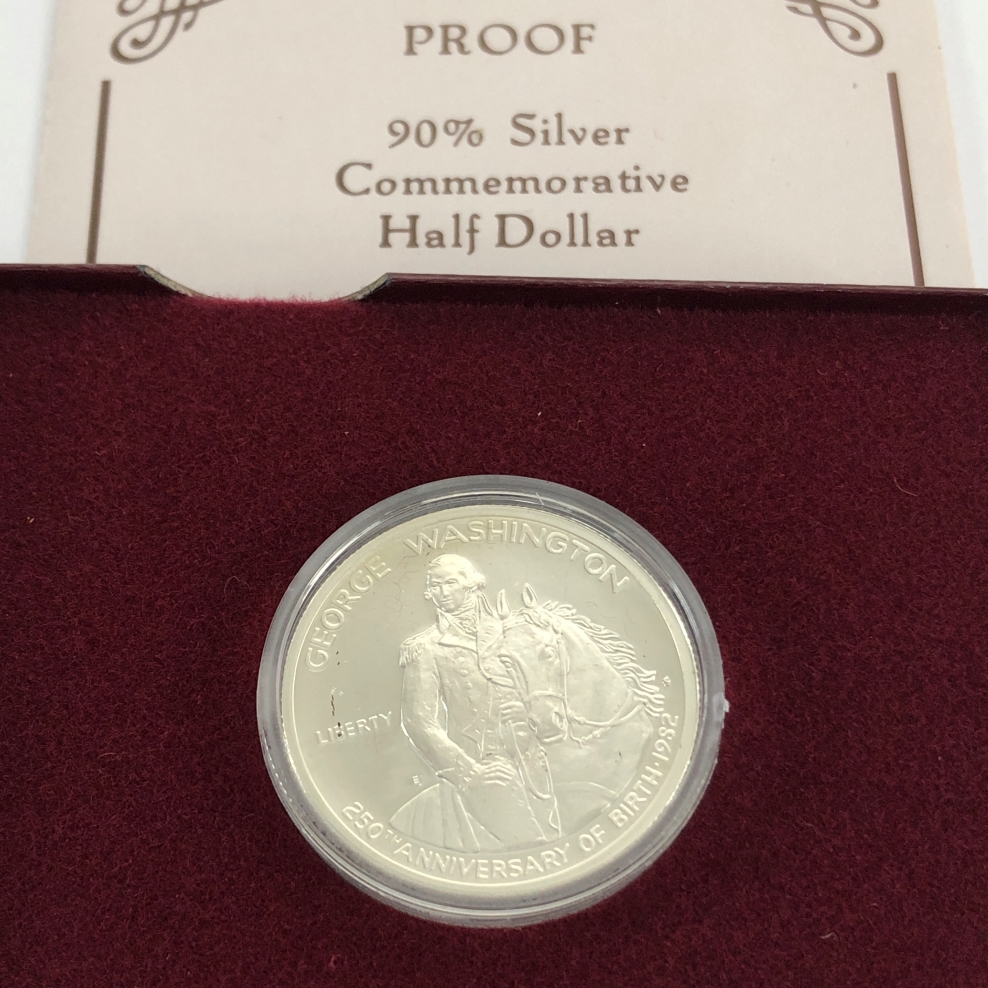 PROOF
90% Silver
Commemorative
Half Dollar
GEORGE WASHINGTON
LIBERTY
E
250TH ANNIVERSARY OF BIRTH·1982